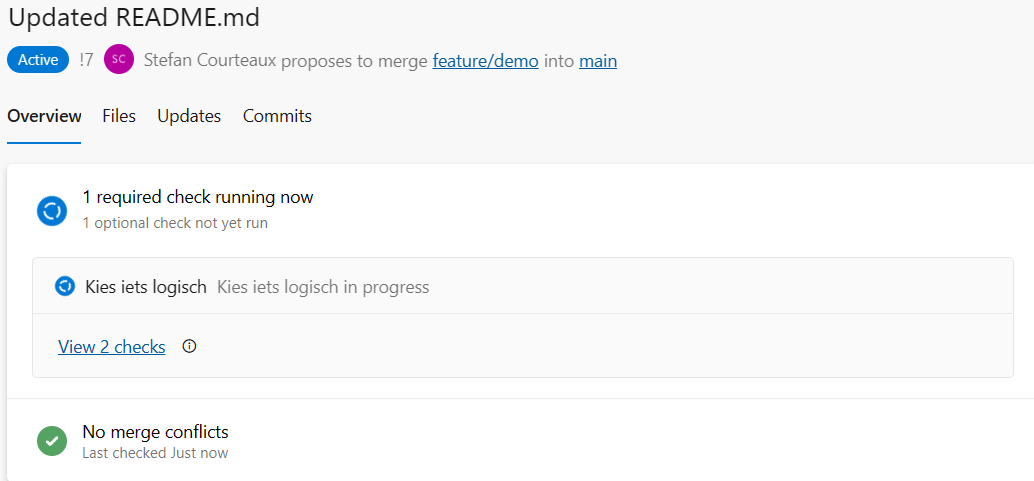 Updated README.md
Active !7 SC Stefan Courteaux proposes to merge feature/demo into main
Overview Files Updates Commits
1 required check running now
1 optional check not yet run
Kies iets logisch Kies iets logisch in progress
View 2 checks
No merge conflicts
Last checked Just now